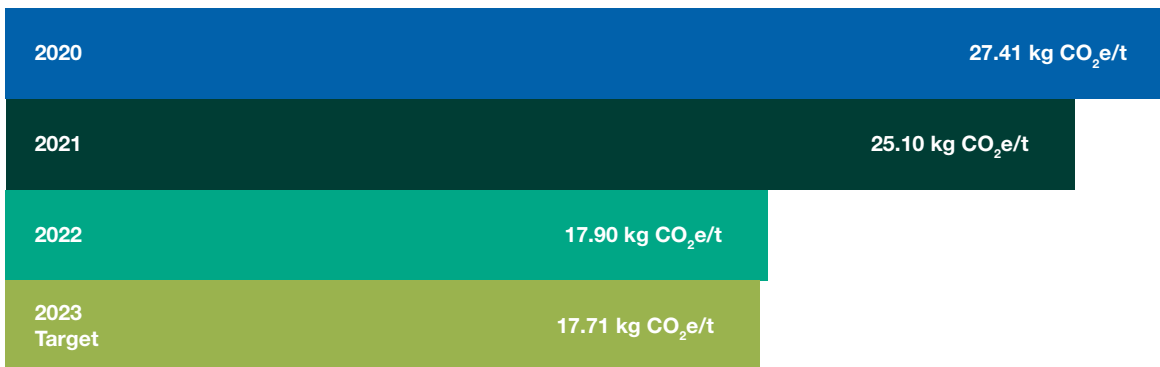 2020 27.41 kg CO₂e/t
2021 25.10 kg CO₂e/t
2022 17.90 kg CO₂e/t
2023
Target 17.71 kg CO₂e/t